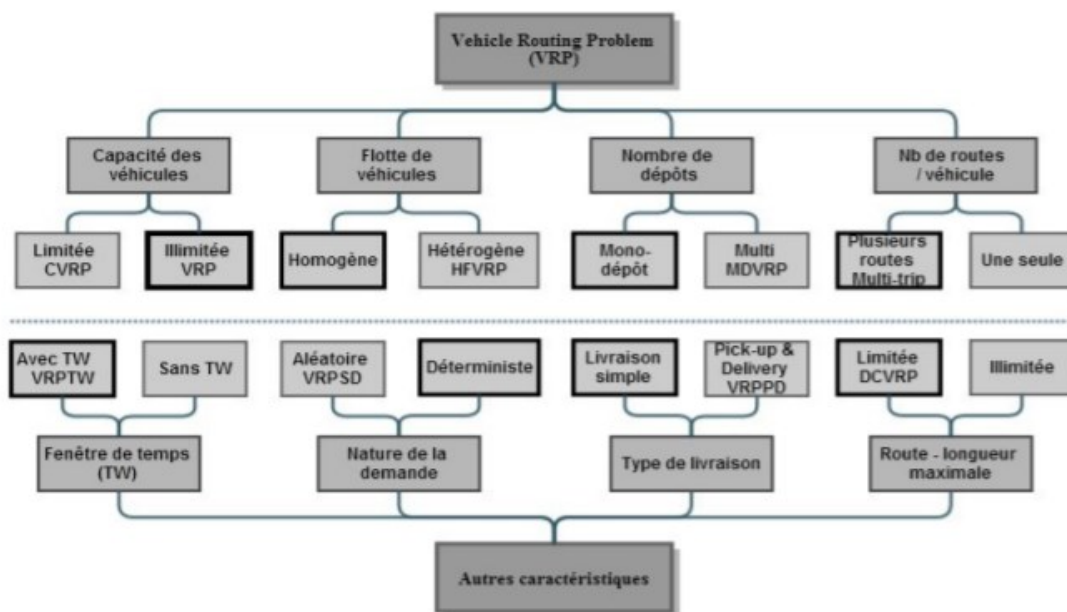 Vehicle Routing Problem
(VRP)
Capacité des
véhicules
Flotte de
véhicules
Nombre de
dépôts
Nb de routes
/ véhicule
Limitée
CVRP
Illimitée
VRP
Homogène
Hétérogène
HFVRP
Mono-
dépôt
Multi
MDVRP
Plusieurs
routes
Multi-trip
Une seule
Avec TW
VRPTW
Sans TW
Aléatoire
VRPSD
Déterministe
Livraison
simple
Pick-up &
Delivery
VRPPD
Limitée
DCVRP
Illimitée
Fenêtre de temps
(TW)
Nature de la
demande
Type de livraison
Route - longueur
maximale
Autres caractéristiques